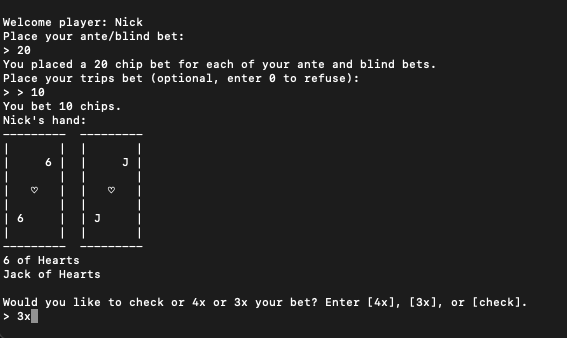 Welcome player: Nick
Place your ante/blind bet:
> 20
You placed a 20 chip bet for each of your ante and blind bets.
Place your trips bet (optional, enter 0 to refuse):
> > 10
You bet 10 chips.
Nick's hand:
---------  ---------
|       |  |       |
|     6 |  |     J |
|       |  |       |
|   ♡   |  |   ♡   |
|       |  |       |
| 6     |  | J     |
|       |  |       |
---------  ---------
6 of Hearts
Jack of Hearts

Would you like to check or 4x or 3x your bet? Enter [4x], [3x], or [check].
> 3x